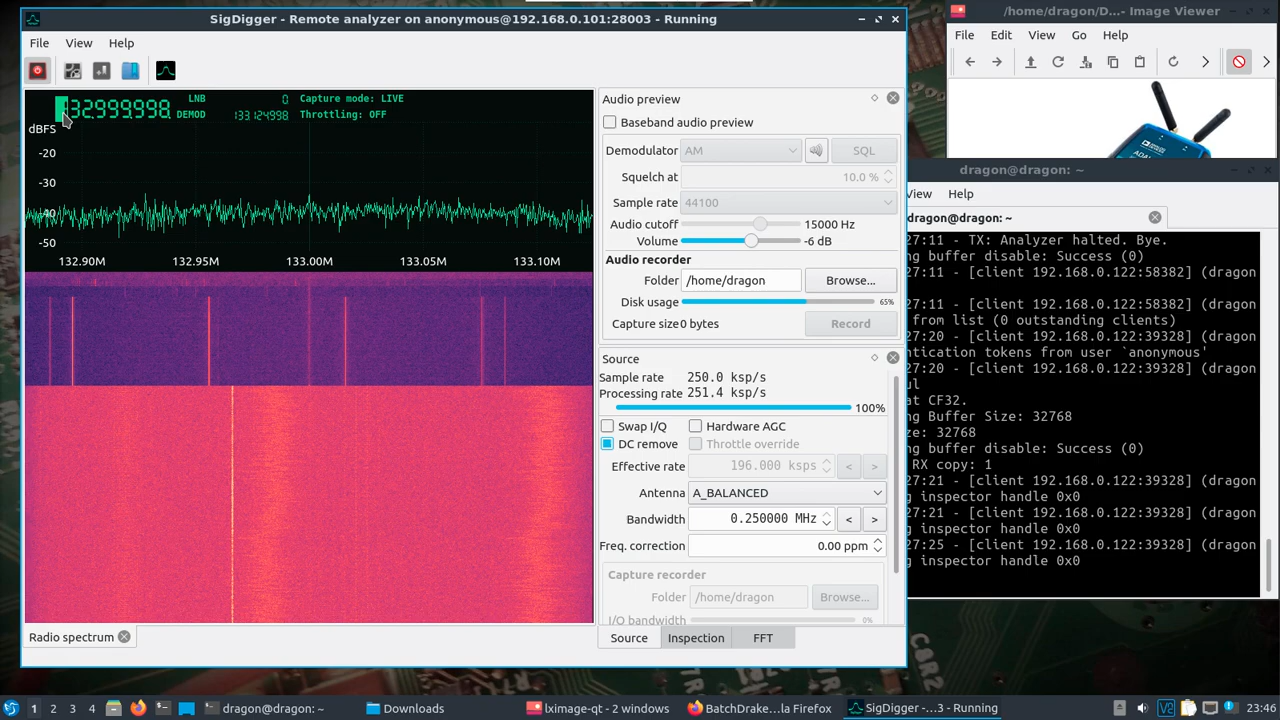 SigDigger - Remote analyzer on anonymous@192.168.0.101:28003 - Running
File View Help
132999998
LNB 0 Capture mode: LIVE
DEMOD 133124998 Throttling: OFF
dBFS
-20
-30
-40
-50
132.90M 132.95M 133.00M 133.05M 133.10M
Radio spectrum
Audio preview
Baseband audio preview
Demodulator AM SQL
Squelch at 10.0 %
Sample rate 44100
Audio cutoff 15000 Hz
Volume -6 dB
Audio recorder
Folder /home/dragon Browse...
Disk usage 65%
Capture size 0 bytes Record
Source
Sample rate 250.0 ksp/s
Processing rate 251.4 ksp/s
100%
Swap I/Q Hardware AGC
DC remove Throttle override
Effective rate 196.000 ksps < >
Antenna A_BALANCED
Bandwidth 0.250000 MHz < >
Freq. correction 0.00 ppm
Capture recorder
Folder /home/dragon Browse...
I/O bandwidth 0%
Source Inspection FFT
/home/dragon/D...- Image Viewer
File Edit View Go Help
dragon@dragon: ~
View Help
dragon@dragon: ~
27:11 - TX: Analyzer halted. Bye.
ng buffer disable: Success (0)
27:11 - [client 192.168.0.122:58382] (dragon
27:11 - [client 192.168.0.122:58382] (dragon
from list (0 outstanding clients)
27:20 - [client 192.168.0.122:39328] (dragon
ntication tokens from user `anonymous'
27:20 - [client 192.168.0.122:39328] (dragon
ul
at CF32.
ng Buffer Size: 32768
ze: 32768
ng buffer disable: Success (0)
RX copy: 1
27:21 - [client 192.168.0.122:39328] (dragon
g inspector handle 0x0
27:21 - [client 192.168.0.122:39328] (dragon
g inspector handle 0x0
27:25 - [client 192.168.0.122:39328] (dragon
g inspector handle 0x0
1 2 3 4 dragon@dragon: ~ Downloads lximage-qt - 2 windows BatchDrake...la Firefox SigDigger -...3 - Running V2 23:46